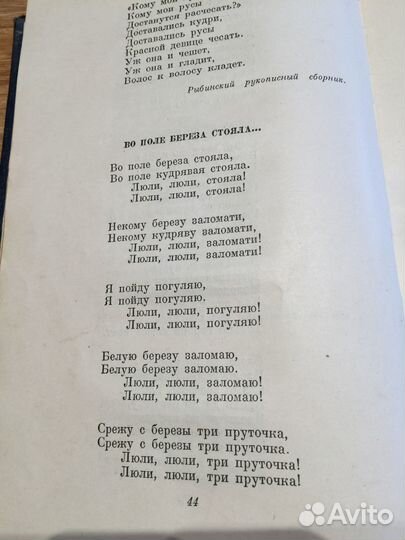 «Кому мои
Кому мои русы
Достанутся расчесать?»
Доставались кудри,
Доставались русы
Красной девице чесать.
Уж она и чешет,
Уж она и гладит,
Волос к волосу кладет.
Рыбинский рукописный сборник.
ВО ПОЛЕ БЕРЕЗА СТОЯЛА...
Во поле береза стояла,
Во поле кудрявая стояла.
Люли, люли, стояла!
Люли, люли, стояла!
Некому березу заломати,
Некому кудряву заломати,
Люли, люли, заломати!
Люли, люли, заломати!
Я пойду погуляю,
Я пойду погуляю.
Люли, люли, погуляю!
Люли, люли, погуляю!
Белую березу заломаю,
Белую березу заломаю.
Люли, люли, заломаю!
Люли, люли, заломаю!
Срежу с березы три пруточка,
Срежу с березы три пруточка.
Люли, люли, три пруточка!
Люли, люли, три пруточка!
44
Avito